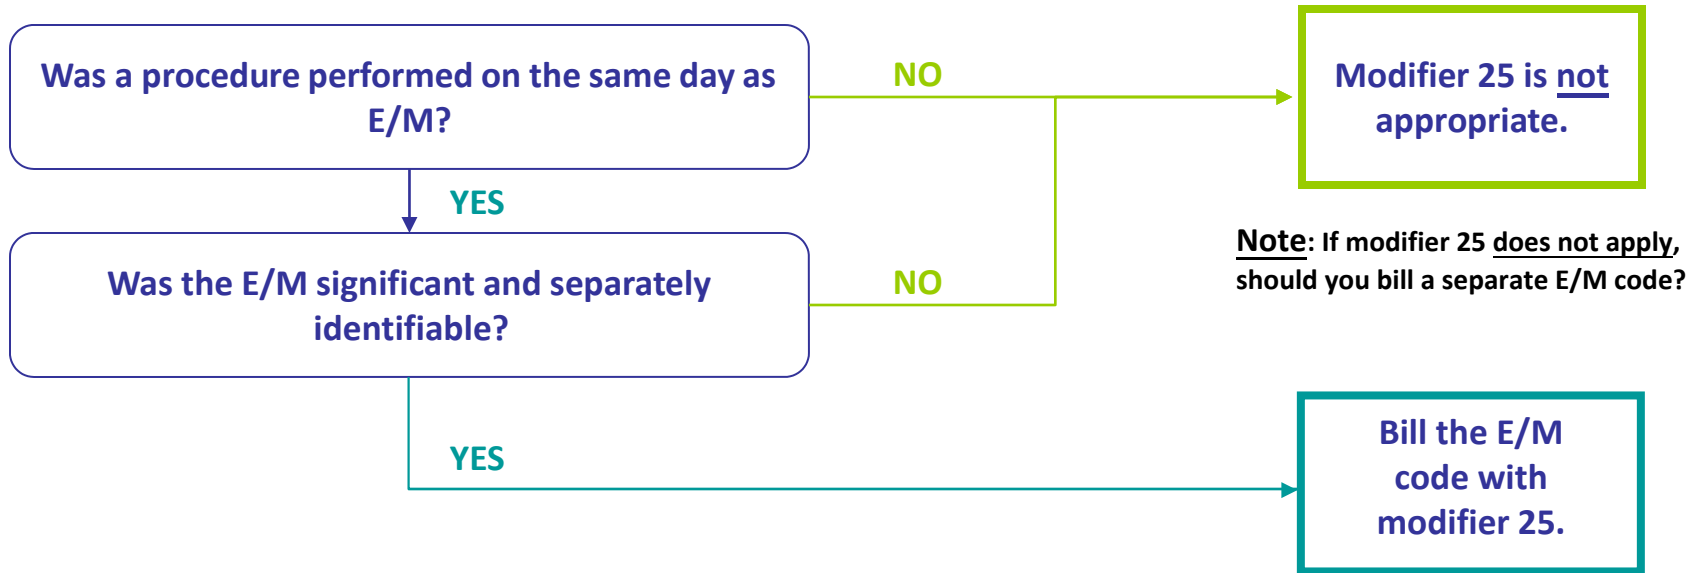 Was a procedure performed on the same day as
E/M?
NO
Modifier 25 is not
appropriate.
YES
Note: If modifier 25 does not apply,
should you bill a separate E/M code?
Was the E/M significant and separately
identifiable?
NO
YES
Bill the E/M
code with
modifier 25.